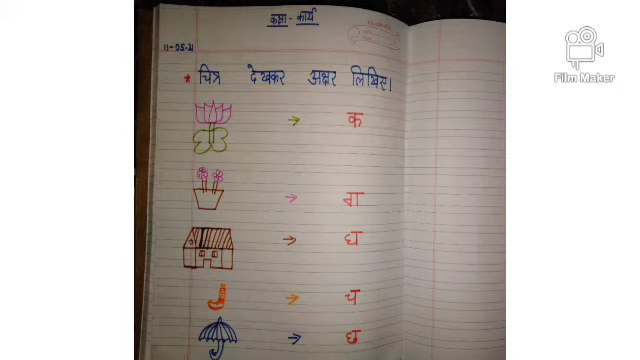 कक्षा - कार्य
11-05-21
* चित्र देखकर अक्षर लिखिए।
→ क
→ ग
→ घ
→ च
→ छ
Film Maker